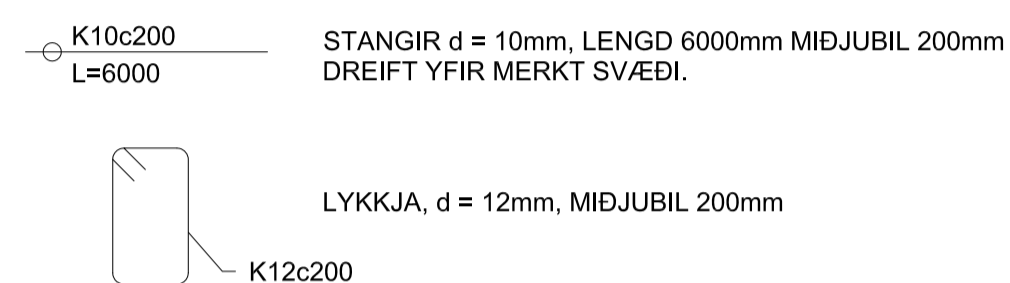 K10c200
L=6000
STANGIR d = 10mm, LENGD 6000mm MIÐJUBIL 200mm
DREIFT YFIR MERKT SVÆÐI.
LYKKJA, d = 12mm, MIÐJUBIL 200mm
K12c200